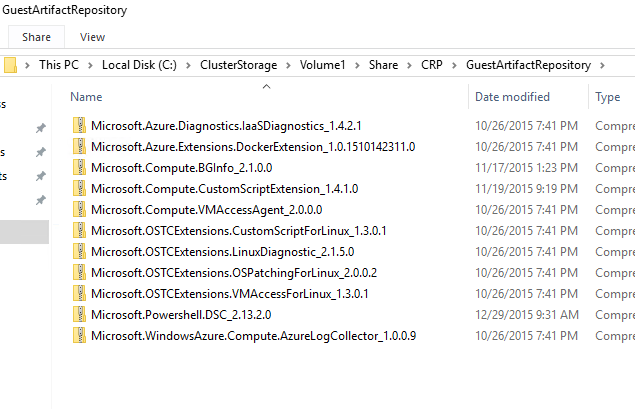 GuestArtifactRepository
Share View
This PC > Local Disk (C:) > ClusterStorage > Volume1 > Share > CRP > GuestArtifactRepository >
Name Date modified Type
Microsoft.Azure.Diagnostics.IaaSDiagnostics_1.4.2.1 10/26/2015 7:41 PM Compre
Microsoft.Azure.Extensions.DockerExtension_1.0.1510142311.0 10/26/2015 7:41 PM Compre
Microsoft.Compute.BGInfo_2.1.0.0 11/17/2015 1:23 PM Compre
Microsoft.Compute.CustomScriptExtension_1.4.1.0 11/19/2015 9:19 PM Compre
Microsoft.Compute.VMAccessAgent_2.0.0.0 10/26/2015 7:41 PM Compre
Microsoft.OSTCExtensions.CustomScriptForLinux_1.3.0.1 10/26/2015 7:41 PM Compre
Microsoft.OSTCExtensions.LinuxDiagnostic_2.1.5.0 10/26/2015 7:41 PM Compre
Microsoft.OSTCExtensions.OSPatchingForLinux_2.0.0.2 10/26/2015 7:41 PM Compre
Microsoft.OSTCExtensions.VMAccessForLinux_1.3.0.1 10/26/2015 7:41 PM Compre
Microsoft.Powershell.DSC_2.13.2.0 12/29/2015 9:31 AM Compre
Microsoft.WindowsAzure.Compute.AzureLogCollector_1.0.0.9 10/26/2015 7:41 PM Compre